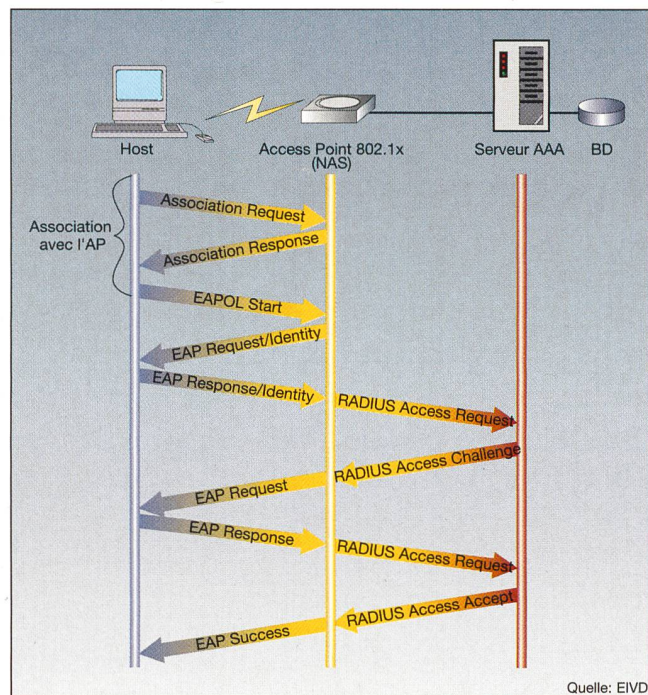 Host
Access Point 802.1x
(NAS)
Serveur AAA
BD
Association
avec l'AP
Association Request
Association Response
EAPOL Start
EAP Request/Identity
EAP Response/Identity
RADIUS Access Request
RADIUS Access Challenge
EAP Request
EAP Response
RADIUS Access Request
RADIUS Access Accept
EAP Success
Quelle: EIVD